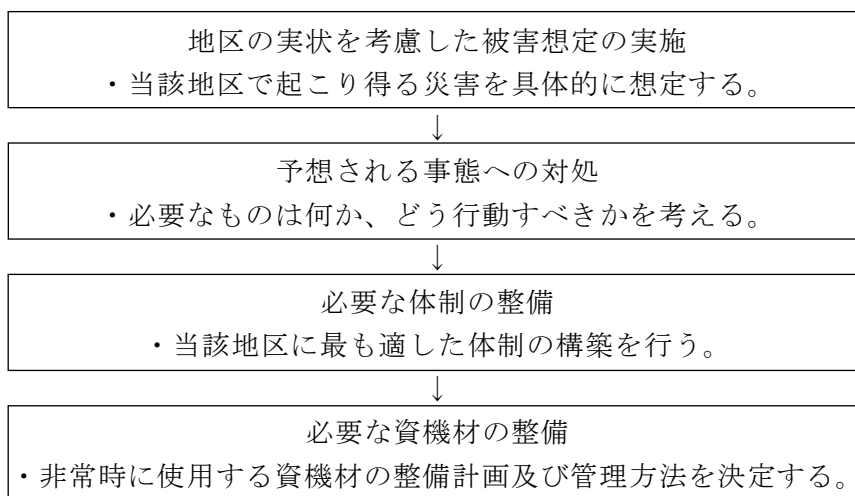 地区の実状を考慮した被害想定の実施
・当該地区で起こり得る災害を具体的に想定する。
↓
予想される事態への対処
・必要なものは何か、どう行動すべきかを考える。
↓
必要な体制の整備
・当該地区に最も適した体制の構築を行う。
↓
必要な資機材の整備
・非常時に使用する資機材の整備計画及び管理方法を決定する。